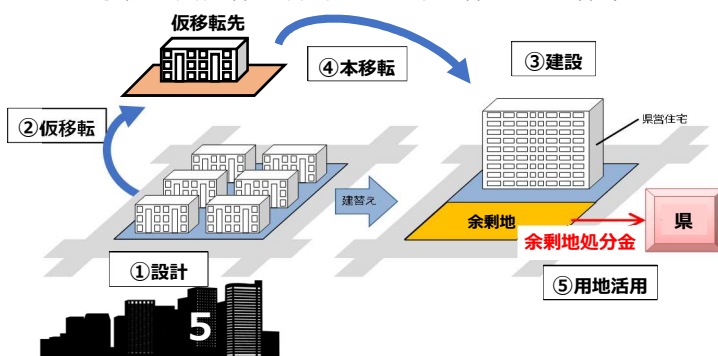 仮移転先
④本移転
③建設
県営住宅
②仮移転
建替え
余剰地
余剰地処分金
県
①設計
⑤用地活用
5